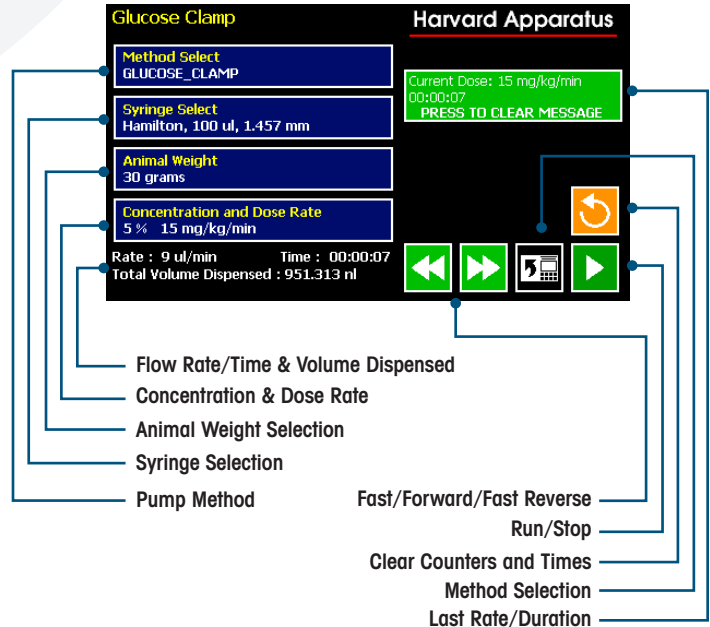 Glucose Clamp
Harvard Apparatus
Method Select
GLUCOSE_CLAMP
Syringe Select
Hamilton, 100 ul, 1.457 mm
Animal Weight
30 grams
Concentration and Dose Rate
5 % 15 mg/kg/min
Rate : 9 ul/min Time : 00:00:07
Total Volume Dispensed : 951.313 nl
Current Dose: 15 mg/kg/min
00:00:07
PRESS TO CLEAR MESSAGE
Flow Rate/Time & Volume Dispensed
Concentration & Dose Rate
Animal Weight Selection
Syringe Selection
Pump Method
Fast/Forward/Fast Reverse
Run/Stop
Clear Counters and Times
Method Selection
Last Rate/Duration